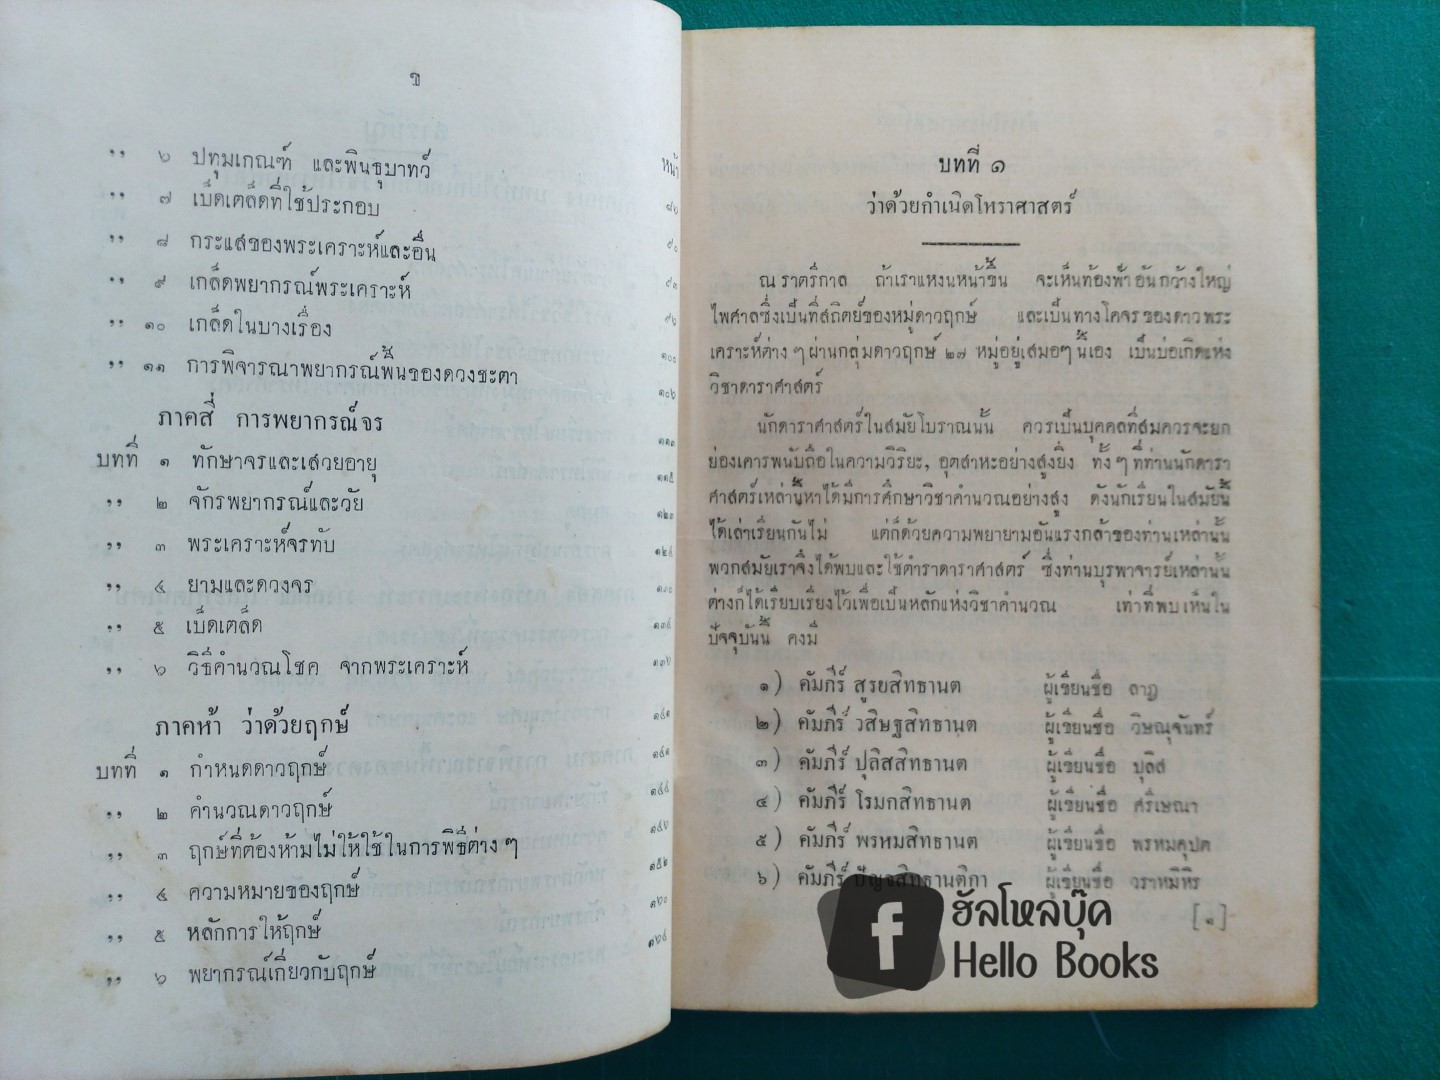 ข
หน้า
,, ๖ ปทุมเกณฑ์ และพินธุบาทว์ ๘๖
,, ๗ เบ็ดเตล็ดที่ใช้ประกอบ ๙๐
,, ๘ กระแสของพระเคราะห์และอื่น ๙๓
,, ๙ เกล็ดพยากรณ์พระเคราะห์ ๙๖
,, ๑๐ เกล็ดในบางเรื่อง ๑๐๐
,, ๑๑ การพิจารณาพยากรณ์พื้นของดวงชะตา ๑๐๖
ภาคสี่ การพยากรณ์จร
บทที่ ๑ ทักษาจรและเสวยอายุ
,, ๒ จักรพยากรณ์และวัย
,, ๓ พระเคราะห์จรทับ
,, ๔ ยามและดวงจร
,, ๕ เบ็ดเตล็ด
,, ๖ วิธีคำนวณโชค จากพระเคราะห์
ภาคห้า ว่าด้วยฤกษ์
บทที่ ๑ กำหนดดาวฤกษ์
,, ๒ คำนวณดาวฤกษ์
,, ๓ ฤกษ์ที่ต้องห้ามไม่ให้ใช้ในการพิธีต่าง ๆ
,, ๔ ความหมายของฤกษ์
,, ๕ หลักการให้ฤกษ์
,, ๖ พยากรณ์เกี่ยวกับฤกษ์
บทที่ ๑
ว่าด้วยกำเนิดโหราศาสตร์
ณ ราตรีกาล ถ้าเราแหงนหน้าขึ้น จะเห็นท้องฟ้าอันกว้างใหญ่
ไพศาลซึ่งเป็นที่สถิตย์ของหมู่ดาวฤกษ์ และเป็นทางโคจรของดาวพระ
เคราะห์ต่าง ๆ ผ่านกลุ่มดาวฤกษ์ ๒๗ หมู่อยู่เสมอๆ นี้เอง เป็นบ่อเกิดแห่ง
วิชาดาราศาสตร์
นักดาราศาสตร์ในสมัยโบราณนั้น ควรเป็นบุคคลที่สมควรจะยก
ย่องเคารพนับถือในความวิริยะ, อุตสาหะอย่างสูงยิ่ง ทั้ง ๆ ที่ท่านนักดารา
ศาสตร์เหล่านี้หาได้มีการศึกษาวิชาคำนวณอย่างสูง ดังนักเรียนในสมัยนี้
ได้เล่าเรียนกันไม่ แต่ก็ด้วยความพยายามอันแรงกล้าของท่านเหล่านั้น
พวกสมัยเราจึงได้พบและใช้ตำราดาราศาสตร์ ซึ่งท่านบุรพาจารย์เหล่านั้น
ต่างก็ได้เรียบเรียงไว้เพื่อเป็นหลักแห่งวิชาคำนวณ เท่าที่พบเห็นใน
ปัจจุบันนี้ คงมี
๑) คัมภีร์ สูรยสิทธานต ผู้เขียนชื่อ ลาฎ
๒) คัมภีร์ วสิษฐสิทธานต ผู้เขียนชื่อ วิษณุจันทร์
๓) คัมภีร์ ปุลิสสิทธานต ผู้เขียนชื่อ ปุลิส
๔) คัมภีร์ โรมกสิทธานต ผู้เขียนชื่อ ศรีเษณา
๕) คัมภีร์ พรหมสิทธานต ผู้เขียนชื่อ พรหมคุปต
๖) คัมภีร์ ปัญจสิทธานติกา ผู้เขียนชื่อ วราหมิหิร
[๑]
f
ฮัลโหลบุ๊ค
Hello Books